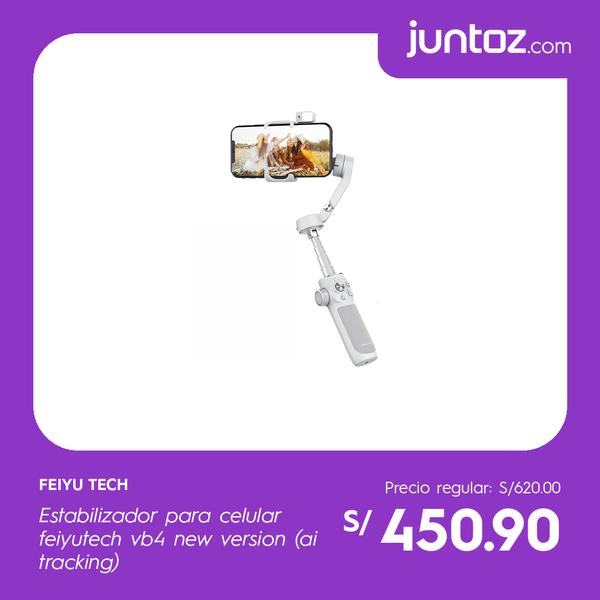 juntoz.com
FEIYU TECH
Estabilizador para celular
feiyutech vb4 new version (ai
tracking)
Precio regular: S/620.00
S/ 450.90